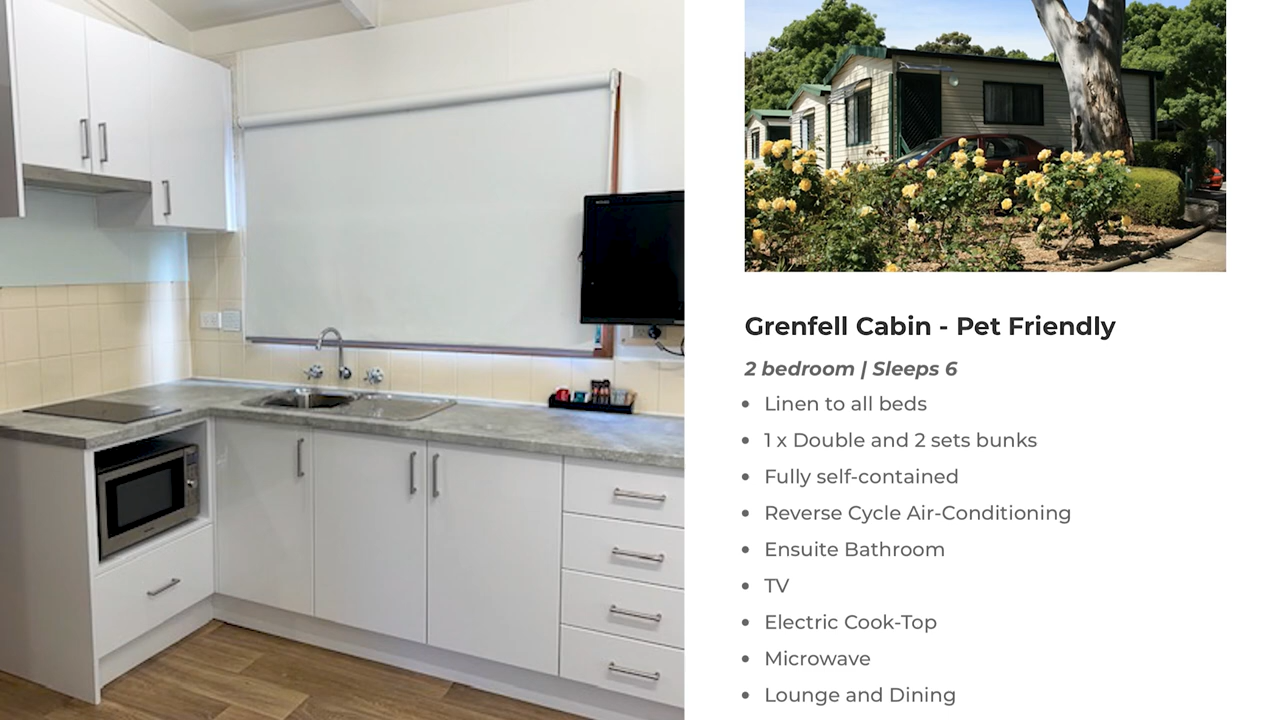 Grenfell Cabin - Pet Friendly
2 bedroom | Sleeps 6
• Linen to all beds
• 1 x Double and 2 sets bunks
• Fully self-contained
• Reverse Cycle Air-Conditioning
• Ensuite Bathroom
• TV
• Electric Cook-Top
• Microwave
• Lounge and Dining